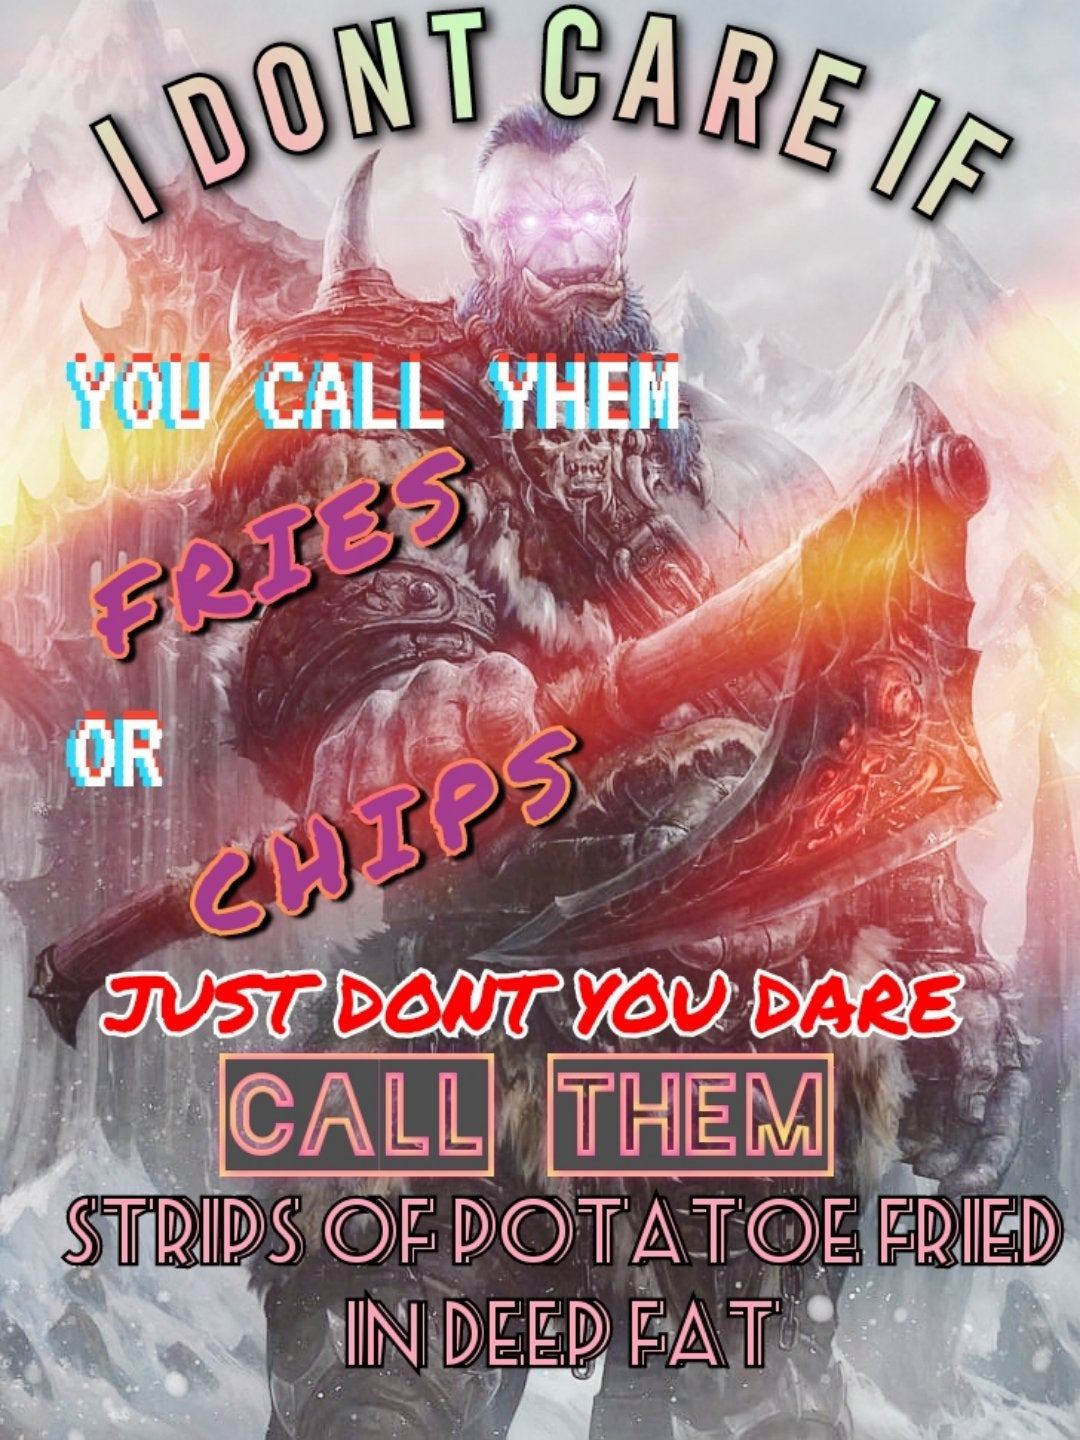 I DONT CARE IF
YOU CALL YHEM
FRIES
OR
CHIPS
JUST DONT YOU DARE
CALL THEM
STRIPS OF POTATOE FRIED
IN DEEP FAT